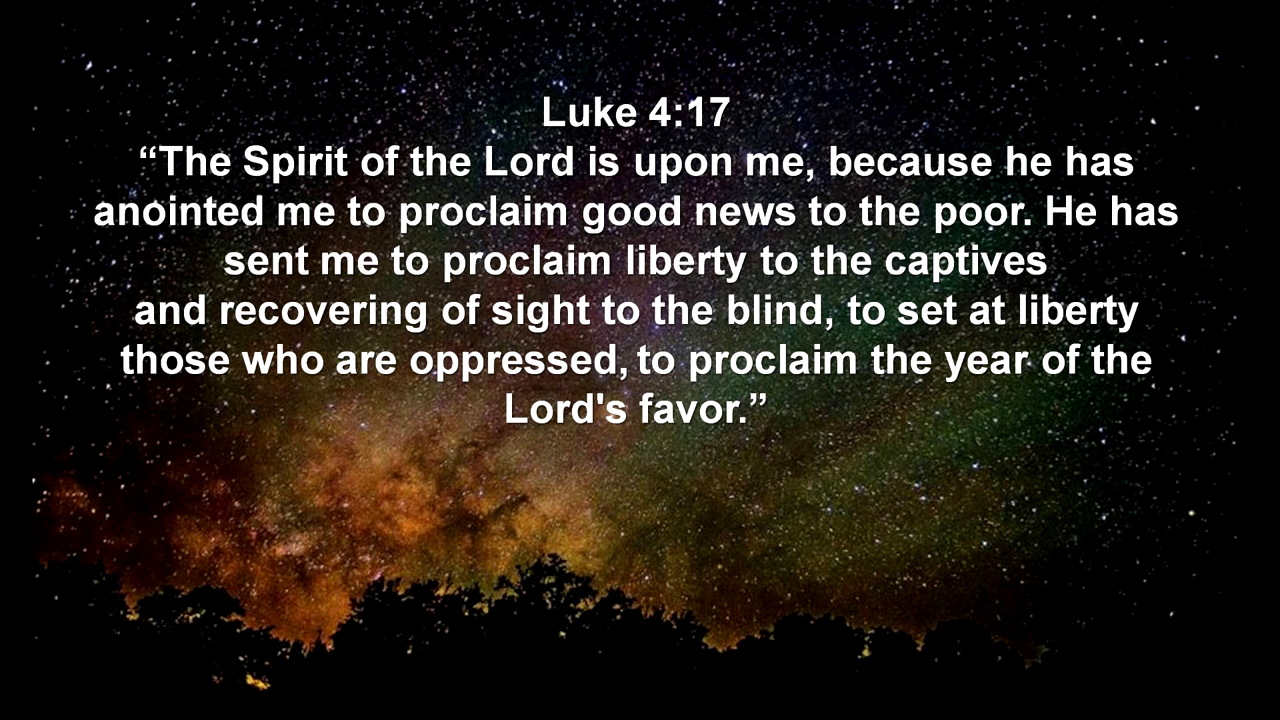 Luke 4:17
“The Spirit of the Lord is upon me, because he has
anointed me to proclaim good news to the poor. He has
sent me to proclaim liberty to the captives
and recovering of sight to the blind, to set at liberty
those who are oppressed, to proclaim the year of the
Lord's favor.”